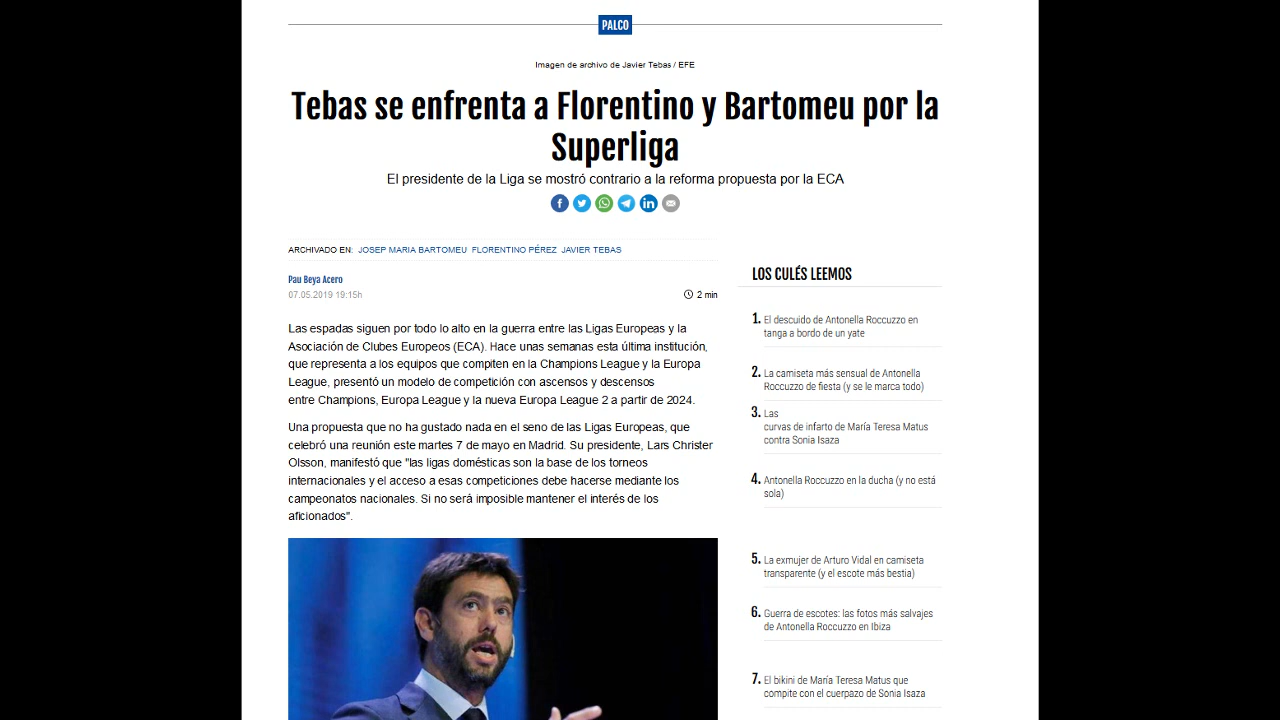 PALCO
Imagen de archivo de Javier Tebas / EFE
Tebas se enfrenta a Florentino y Bartomeu por la
Superliga
El presidente de la Liga se mostró contrario a la reforma propuesta por la ECA
ARCHIVADO EN: JOSEP MARIA BARTOMEU FLORENTINO PÉREZ JAVIER TEBAS
Pau Beya Acero
07.05.2019 19:15h
2 min
Las espadas siguen por todo lo alto en la guerra entre las Ligas Europeas y la
Asociación de Clubes Europeos (ECA). Hace unas semanas esta última institución,
que representa a los equipos que compiten en la Champions League y la Europa
League, presentó un modelo de competición con ascensos y descensos
entre Champions, Europa League y la nueva Europa League 2 a partir de 2024.
Una propuesta que no ha gustado nada en el seno de las Ligas Europeas, que
celebró una reunión este martes 7 de mayo en Madrid. Su presidente, Lars Christer
Olsson, manifestó que "las ligas domésticas son la base de los torneos
internacionales y el acceso a esas competiciones debe hacerse mediante los
campeonatos nacionales. Si no será imposible mantener el interés de los
aficionados".
LOS CULÉS LEEMOS
1. El descuido de Antonella Roccuzzo en
tanga a bordo de un yate
2. La camiseta más sensual de Antonella
Roccuzzo de fiesta (y se le marca todo)
3. Las
curvas de infarto de María Teresa Matus
contra Sonia Isaza
4. Antonella Roccuzzo en la ducha (y no está
sola)
5. La exmujer de Arturo Vidal en camiseta
transparente (y el escote más bestia)
6. Guerra de escotes: las fotos más salvajes
de Antonella Roccuzzo en Ibiza
7. El bikini de María Teresa Matus que
compite con el cuerpazo de Sonia Isaza